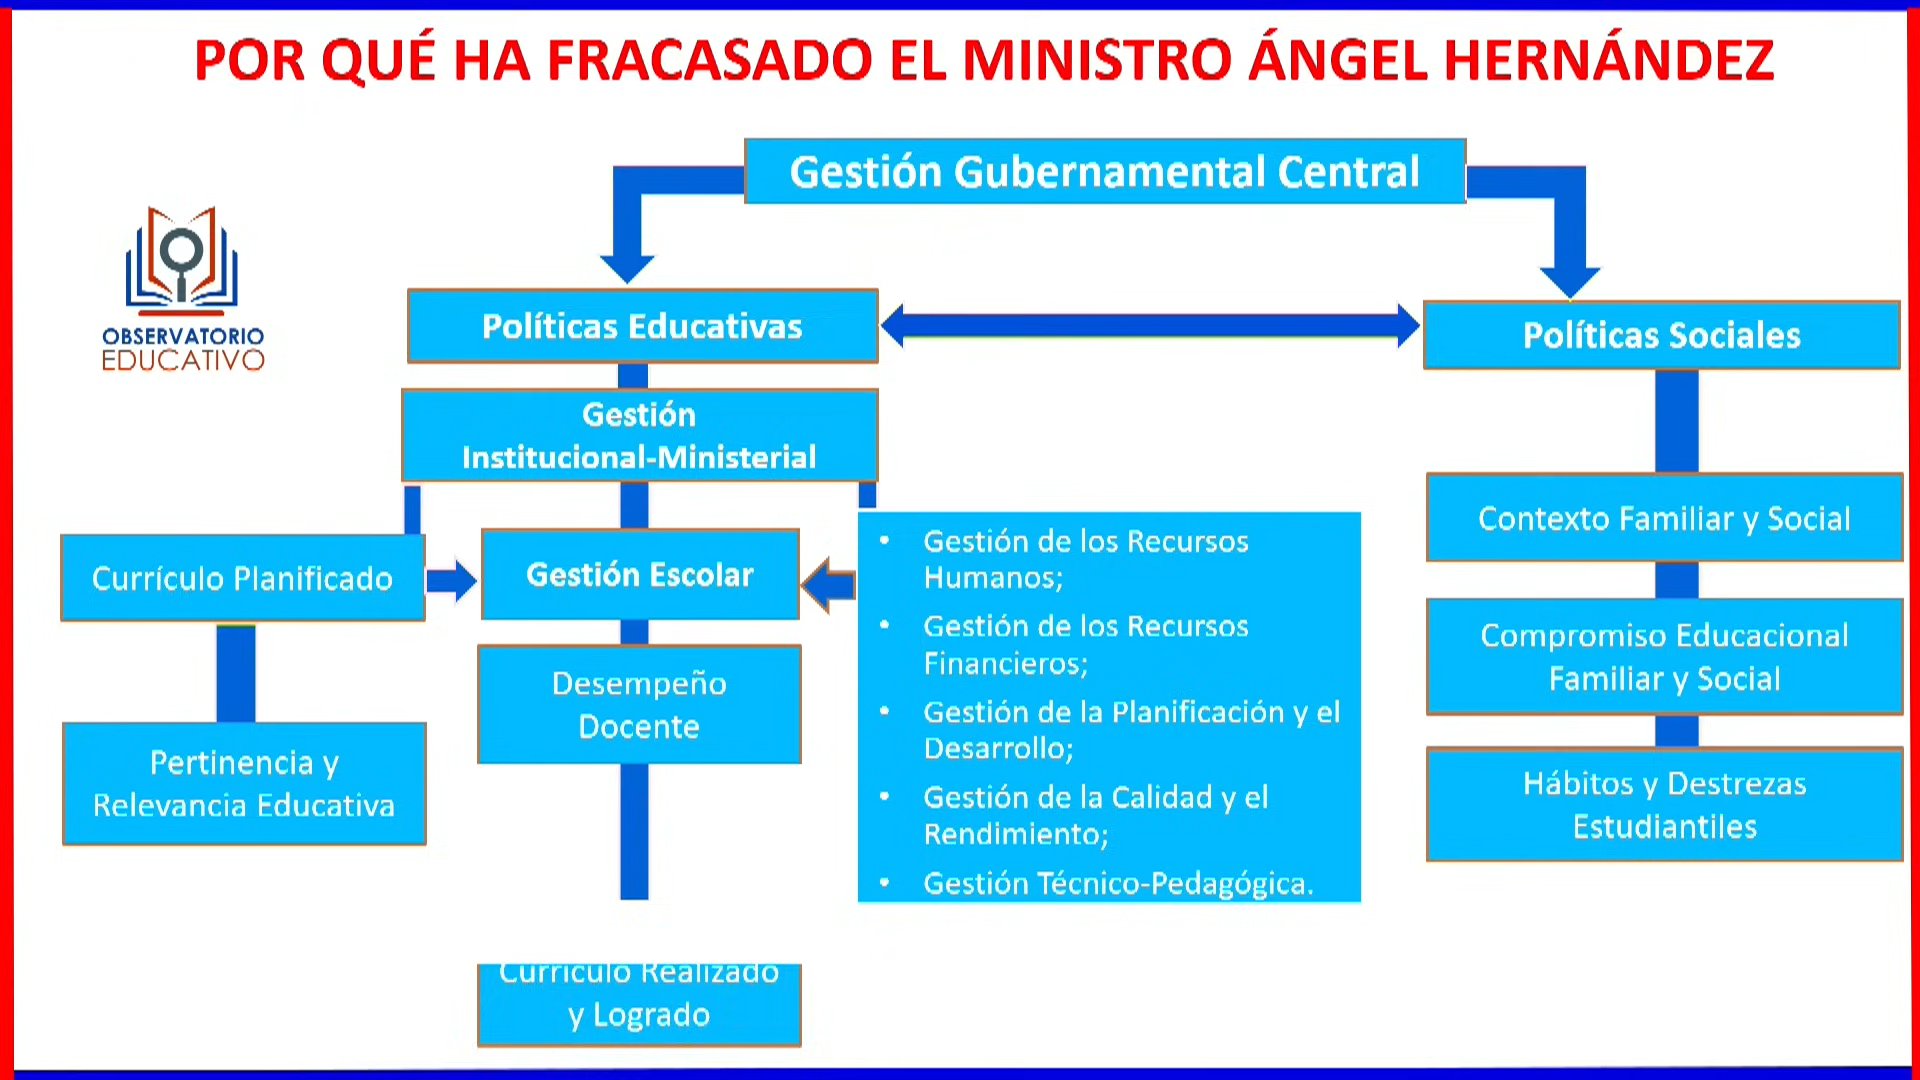 POR QUÉ HA FRACASADO EL MINISTRO ÁNGEL HERNÁNDEZ
Gestión Gubernamental Central
OBSERVATORIO
EDUCATIVO
Políticas Educativas
Políticas Sociales
Gestión
Institucional-Ministerial
Currículo Planificado
Pertinencia y
Relevancia Educativa
Gestión Escolar
Desempeño
Docente
Currículo Realizado
y Logrado
• Gestión de los Recursos
Humanos;
• Gestión de los Recursos
Financieros;
• Gestión de la Planificación y el
Desarrollo;
• Gestión de la Calidad y el
Rendimiento;
• Gestión Técnico-Pedagógica.
Contexto Familiar y Social
Compromiso Educacional
Familiar y Social
Hábitos y Destrezas
Estudiantiles